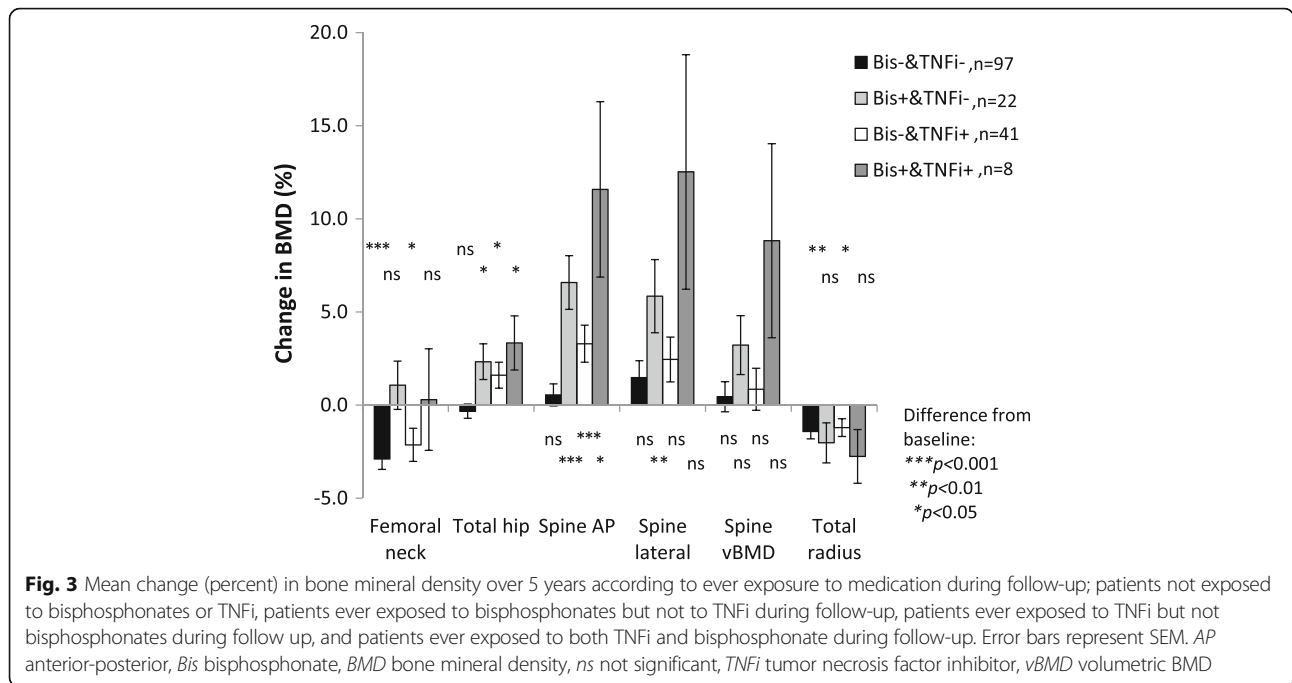 20.0
15.0
10.0
5.0
0.0
-5.0
Change in BMD (%)
Bis-&TNFi- ,n=97
Bis+&TNFi- ,n=22
Bis-&TNFi+ ,n=41
Bis+&TNFi+ ,n=8
*** *
ns ns
ns *
* *
** *
ns ns
ns ***
*** *
ns ns
** ns
ns ns
ns ns
Difference from
baseline:
***p<0.001
**p<0.01
*p<0.05
Femoral
neck
Total hip
Spine AP
Spine
lateral
Spine
vBMD
Total
radius
Fig. 3 Mean change (percent) in bone mineral density over 5 years according to ever exposure to medication during follow-up; patients not exposed
to bisphosphonates or TNFi, patients ever exposed to bisphosphonates but not to TNFi during follow-up, patients ever exposed to TNFi but not
bisphosphonates during follow up, and patients ever exposed to both TNFi and bisphosphonate during follow-up. Error bars represent SEM. AP
anterior-posterior, Bis bisphosphonate, BMD bone mineral density, ns not significant, TNFi tumor necrosis factor inhibitor, vBMD volumetric BMD